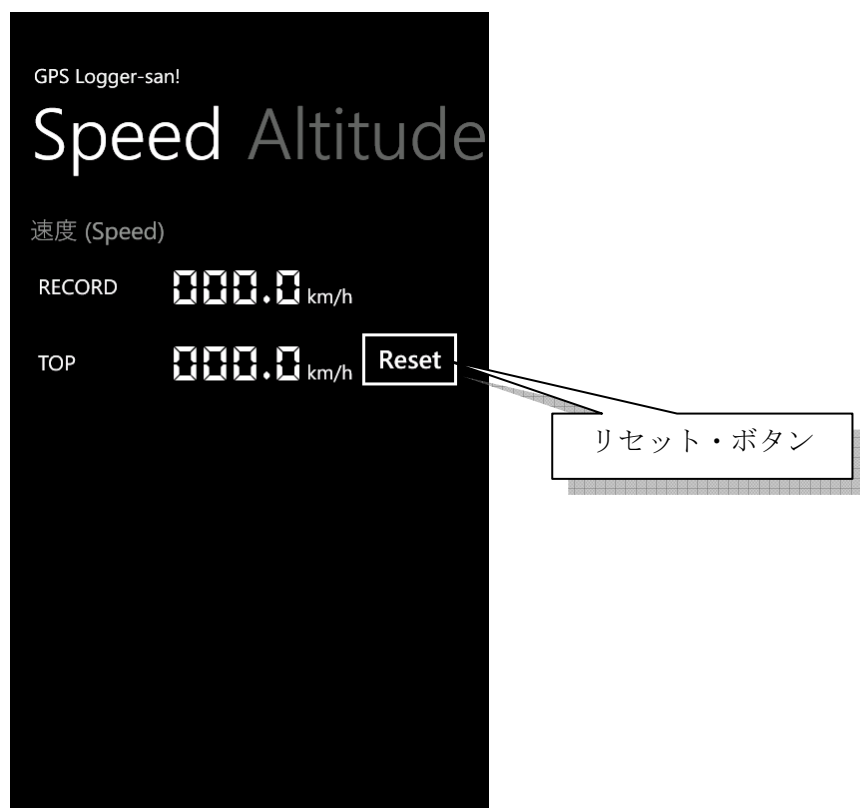 GPS Logger-san!
Speed Altitude
速度 (Speed)
RECORD 000.0 km/h
TOP 000.0 km/h Reset
リセット・ボタン